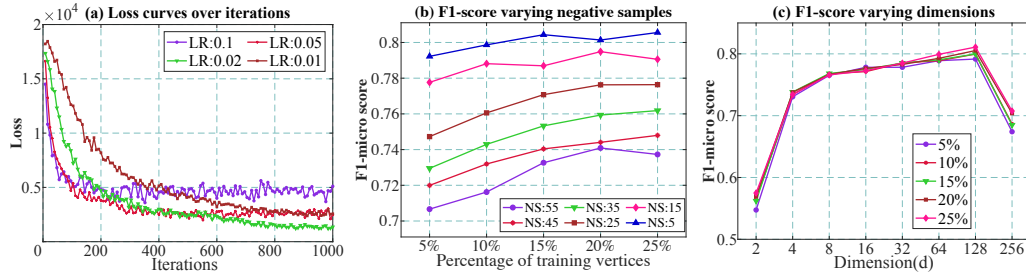 (a) Loss curves over iterations
2×10⁴
1.5×10⁴
1×10⁴
0.5×10⁴
0 200 400 600 800 1000
Loss
Iterations
LR:0.1 LR:0.05
LR:0.02 LR:0.01
(b) F1-score varying negative samples
0.8
0.78
0.76
0.74
0.72
0.7
5% 10% 15% 20% 25%
F1-micro score
Percentage of training vertices
NS:55 NS:35 NS:15
NS:45 NS:25 NS:5
(c) F1-score varying dimensions
0.8
0.7
0.6
0.5
2 4 8 16 32 64 128 256
F1-micro score
Dimension(d)
5%
10%
15%
20%
25%